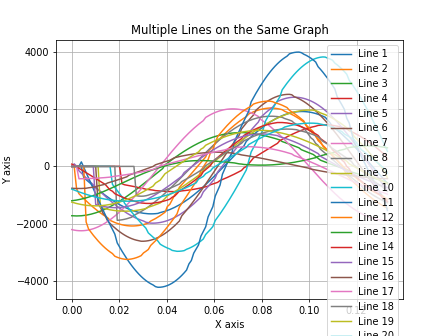 Multiple Lines on the Same Graph
4000
2000
0
−2000
−4000
Y axis
0.00
0.02
0.04
0.06
0.08
0.10
X axis
Line 1
Line 2
Line 3
Line 4
Line 5
Line 6
Line 7
Line 8
Line 9
Line 10
Line 11
Line 12
Line 13
Line 14
Line 15
Line 16
Line 17
Line 18
Line 19
Line 20